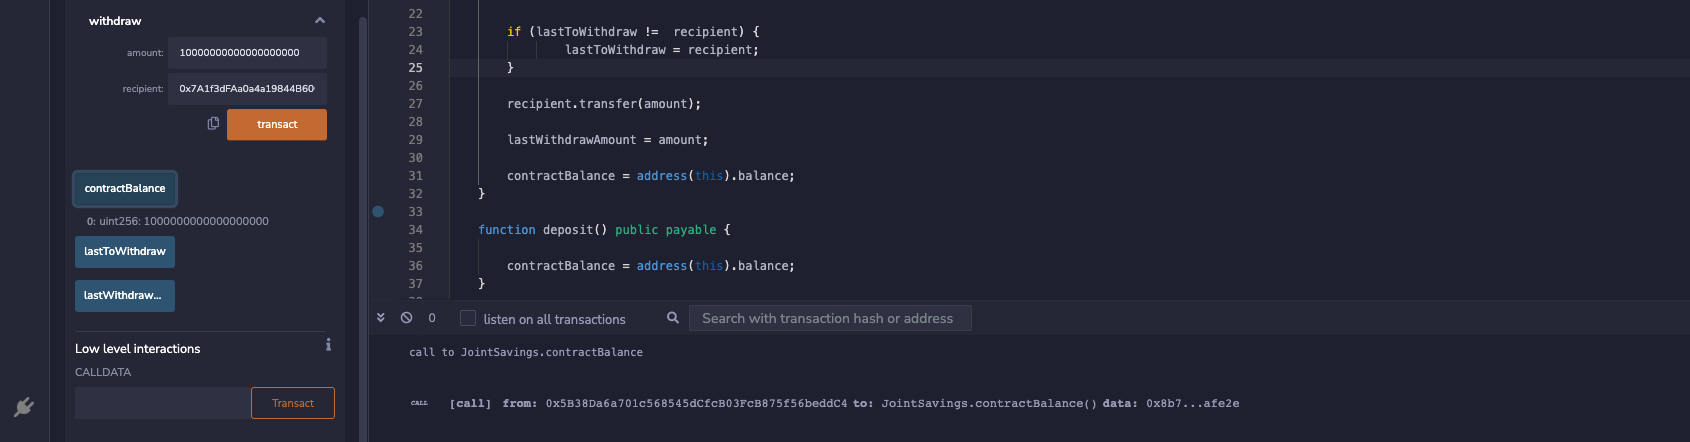 withdraw
amount: 10000000000000000000
recipient: 0x7A1f3dFAa0a4a19844B60
transact
contractBalance
0: uint256: 1000000000000000000
lastToWithdraw
lastWithdraw...
Low level interactions
CALLDATA
Transact
22
23 if (lastToWithdraw != recipient) {
24 lastToWithdraw = recipient;
25 }
26
27 recipient.transfer(amount);
28
29 lastWithdrawAmount = amount;
30
31 contractBalance = address(this).balance;
32 }
33
34 function deposit() public payable {
35
36 contractBalance = address(this).balance;
37 }
0 listen on all transactions Search with transaction hash or address
call to JointSavings.contractBalance
CALL [call] from: 0x5B38Da6a701c568545dCfcB03FcB875f56beddC4 to: JointSavings.contractBalance() data: 0x8b7...afe2e